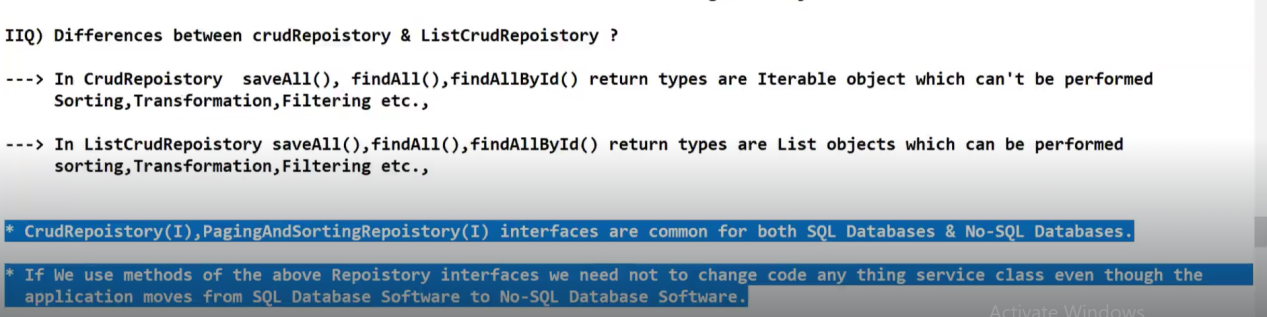 IIQ) Differences between crudRepoistory & ListCrudRepoistory ?
---> In CrudRepoistory saveAll(), findAll(),findAllById() return types are Iterable object which can't be performed
Sorting,Transformation,Filtering etc.,
---> In ListCrudRepoistory saveAll(),findAll(),findAllById() return types are List objects which can be performed
sorting,Transformation,Filtering etc.,
* CrudRepoistory(I),PagingAndSortingRepoistory(I) interfaces are common for both SQL Databases & No-SQL Databases.
* If We use methods of the above Repoistory interfaces we need not to change code any thing service class even though the
application moves from SQL Database Software to No-SQL Database Software.
Activate Windows